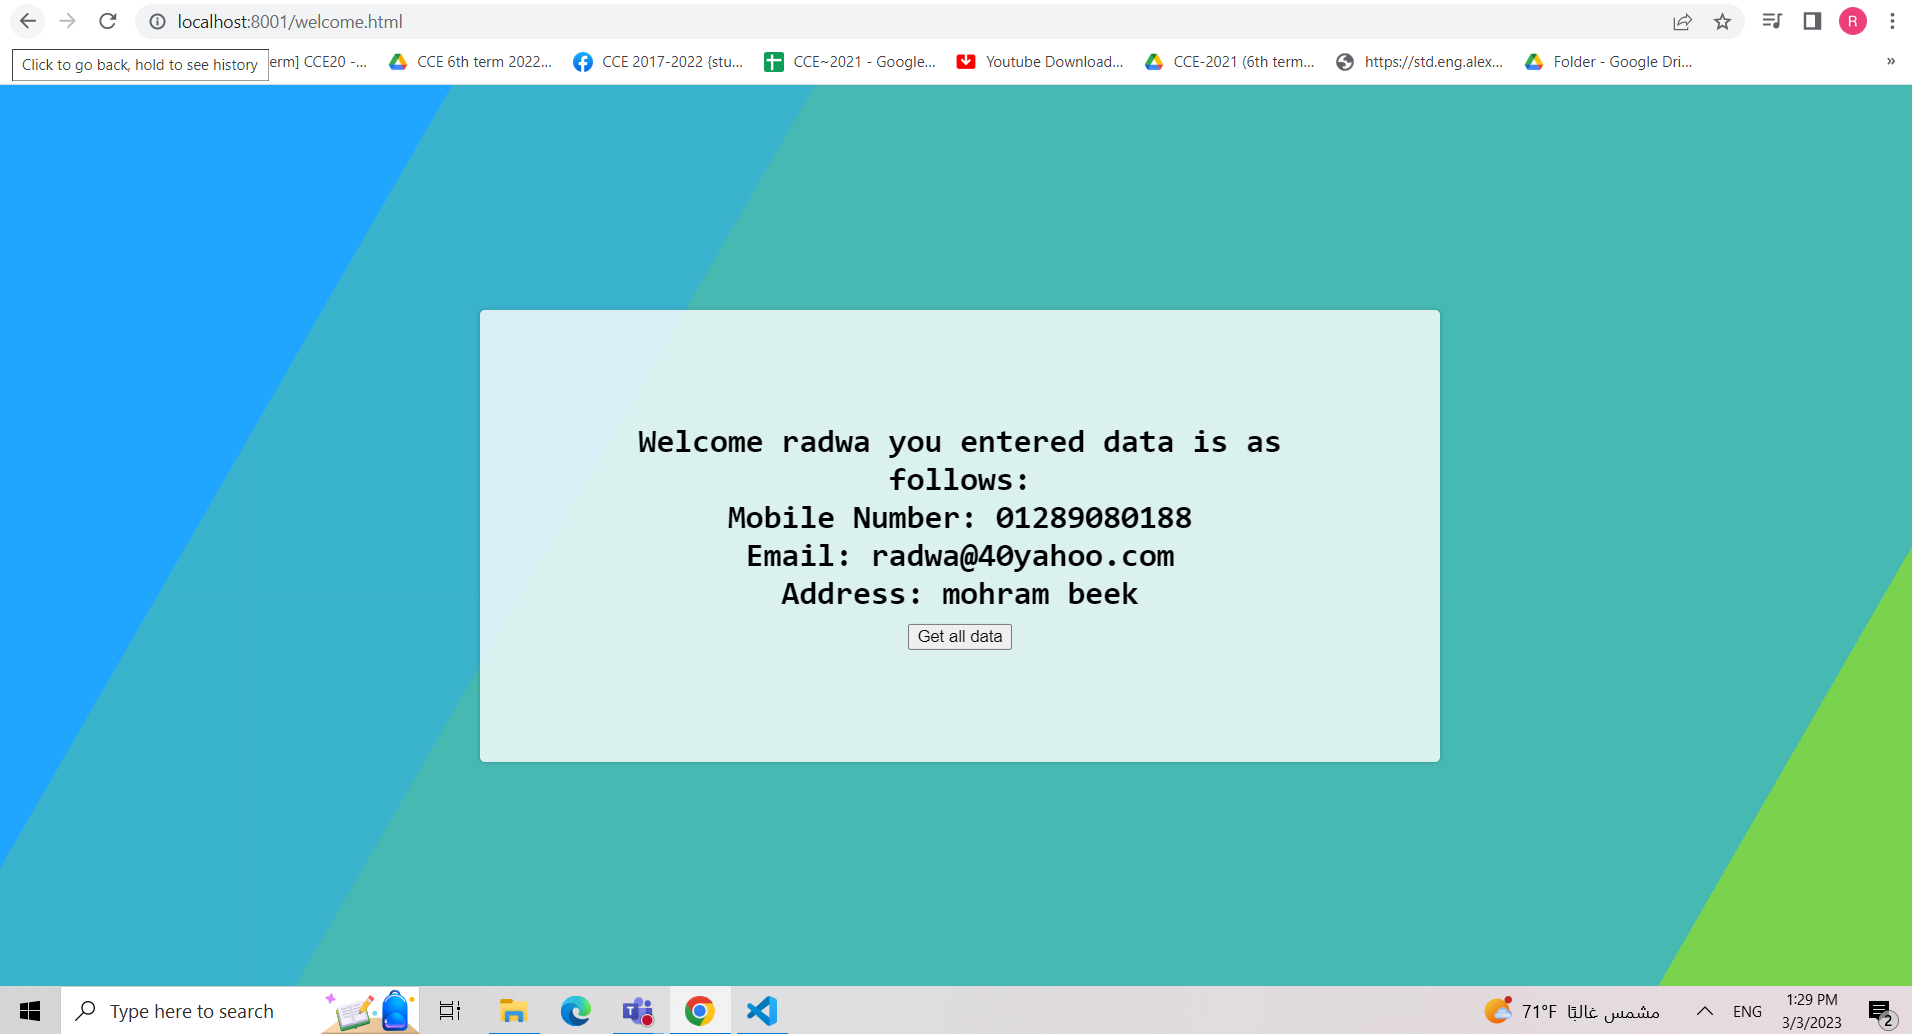 localhost:8001/welcome.html
R
Click to go back, hold to see history
erm] CCE20 -...
CCE 6th term 2022...
CCE 2017-2022 {stu...
CCE~2021 - Google...
Youtube Download...
CCE-2021 (6th term...
https://std.eng.alex...
Folder - Google Dri...
»
Welcome radwa you entered data is as
follows:
Mobile Number: 01289080188
Email: radwa@40yahoo.com
Address: mohram beek
Get all data
Type here to search
71°F مشمس غالبًا
ENG
1:29 PM
3/3/2023
2